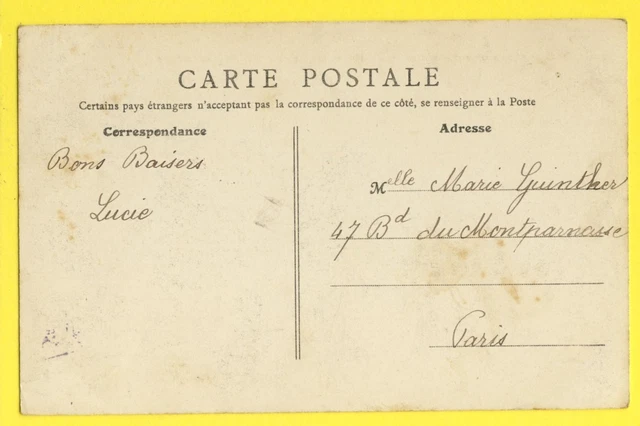 CARTE POSTALE
Certains pays étrangers n'acceptant pas la correspondance de ce côté, se renseigner à la Poste
Correspondance
Bons Baisers
Lucie
Adresse
Melle Marie Guinther
47 Bd du Montparnasse
Paris